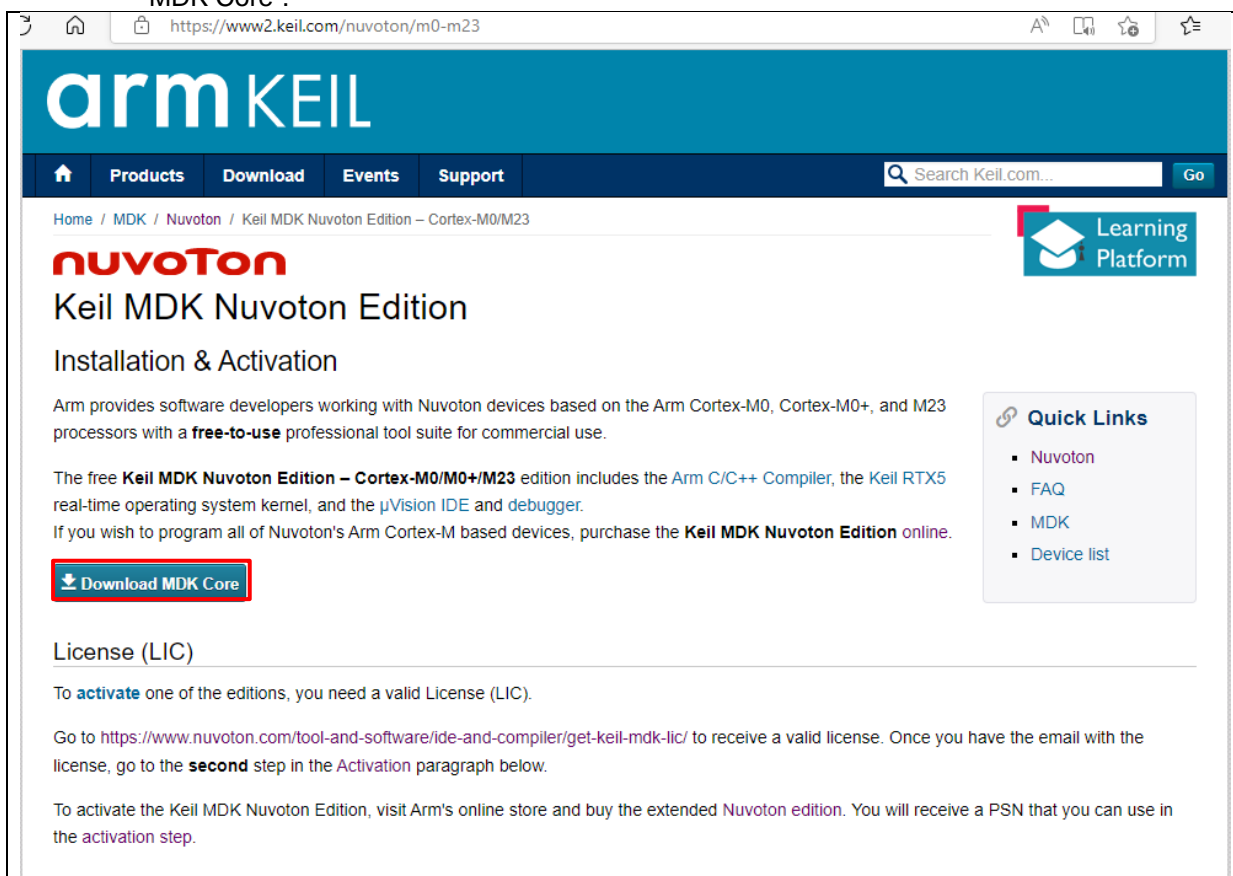 MDK Core".
https://www2.keil.com/nuvoton/m0-m23
arm KEIL
Products Download Events Support Search Keil.com... Go
Home / MDK / Nuvoton / Keil MDK Nuvoton Edition – Cortex-M0/M23
Learning
Platform
nuvoTon
Keil MDK Nuvoton Edition
Installation & Activation
Arm provides software developers working with Nuvoton devices based on the Arm Cortex-M0, Cortex-M0+, and M23
processors with a free-to-use professional tool suite for commercial use.
The free Keil MDK Nuvoton Edition – Cortex-M0/M0+/M23 edition includes the Arm C/C++ Compiler, the Keil RTX5
real-time operating system kernel, and the µVision IDE and debugger.
If you wish to program all of Nuvoton's Arm Cortex-M based devices, purchase the Keil MDK Nuvoton Edition online.
Quick Links
Nuvoton
FAQ
MDK
Device list
Download MDK Core
License (LIC)
To activate one of the editions, you need a valid License (LIC).
Go to https://www.nuvoton.com/tool-and-software/ide-and-compiler/get-keil-mdk-lic/ to receive a valid license. Once you have the email with the
license, go to the second step in the Activation paragraph below.
To activate the Keil MDK Nuvoton Edition, visit Arm's online store and buy the extended Nuvoton edition. You will receive a PSN that you can use in
the activation step.